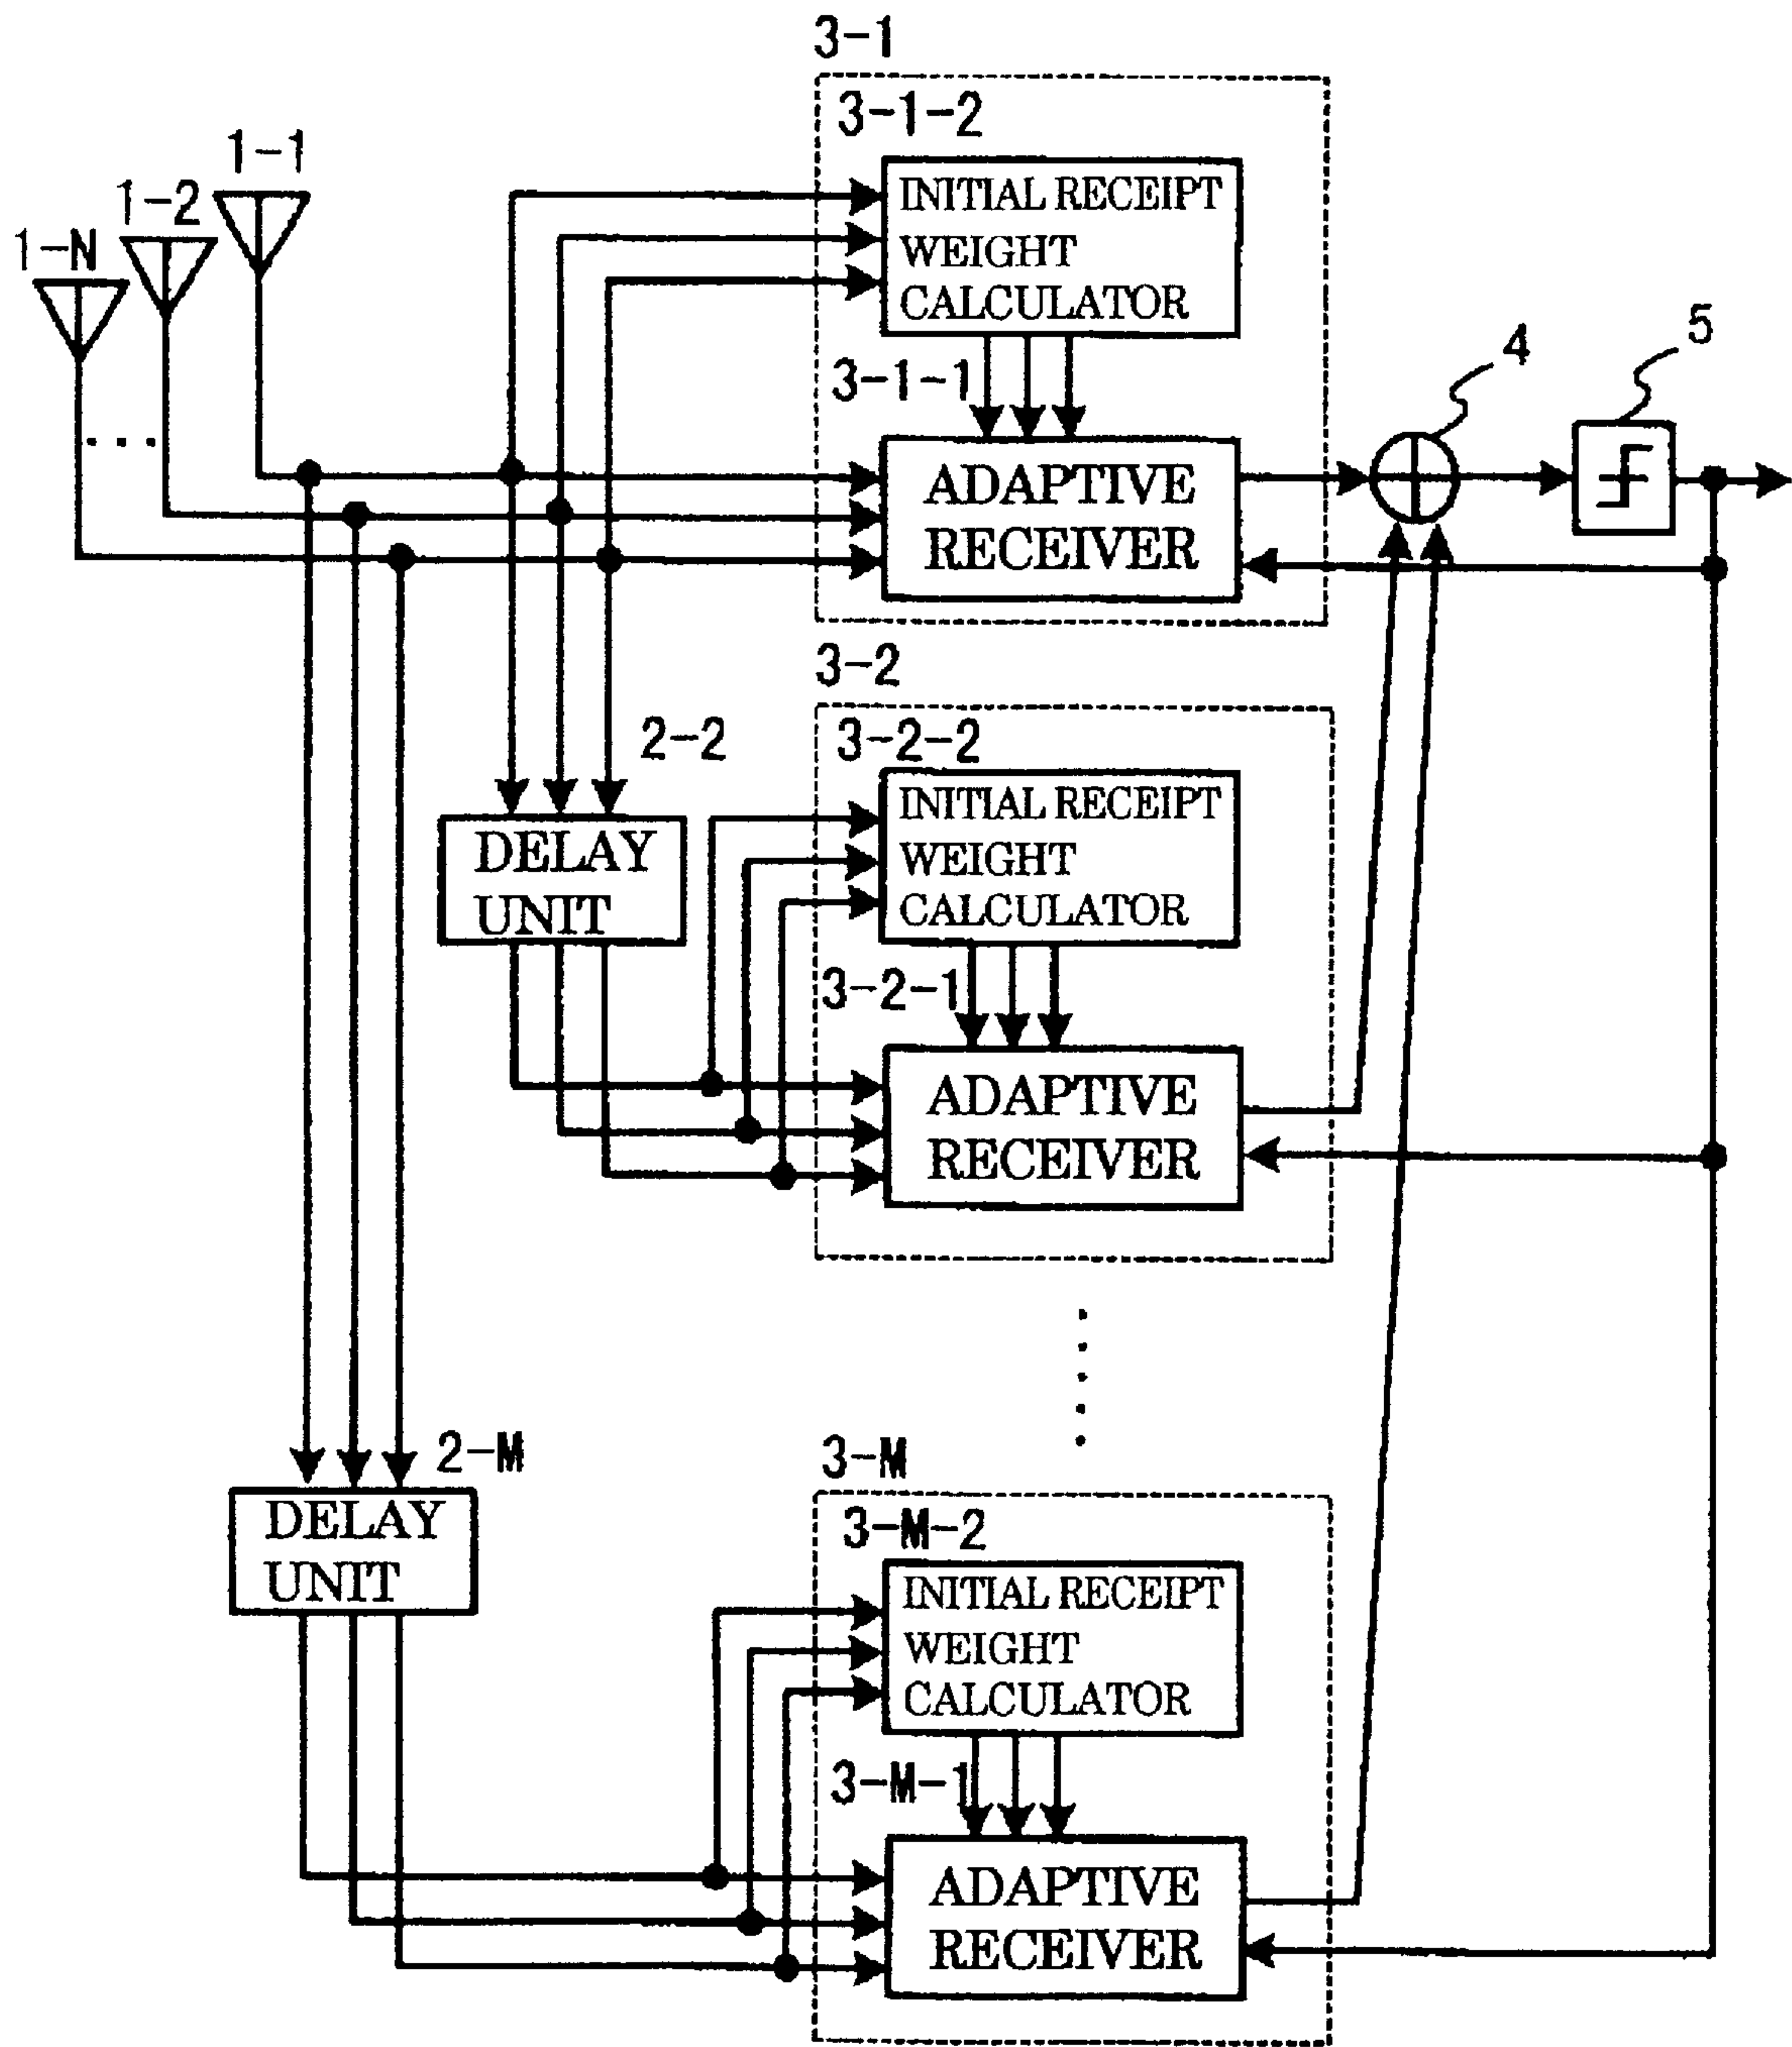 3-1
3-1-2
1-1
1-2
1-N
INITIAL RECEIPT
WEIGHT
CALCULATOR
4
5
3-1-1
...
ADAPTIVE
RECEIVER
3-2
2-2
3-2-2
INITIAL RECEIPT
WEIGHT
CALCULATOR
DELAY
UNIT
3-2-1
ADAPTIVE
RECEIVER
2-M
3-M
DELAY
UNIT
3-M-2
INITIAL RECEIPT
WEIGHT
CALCULATOR
3-M-1
ADAPTIVE
RECEIVER